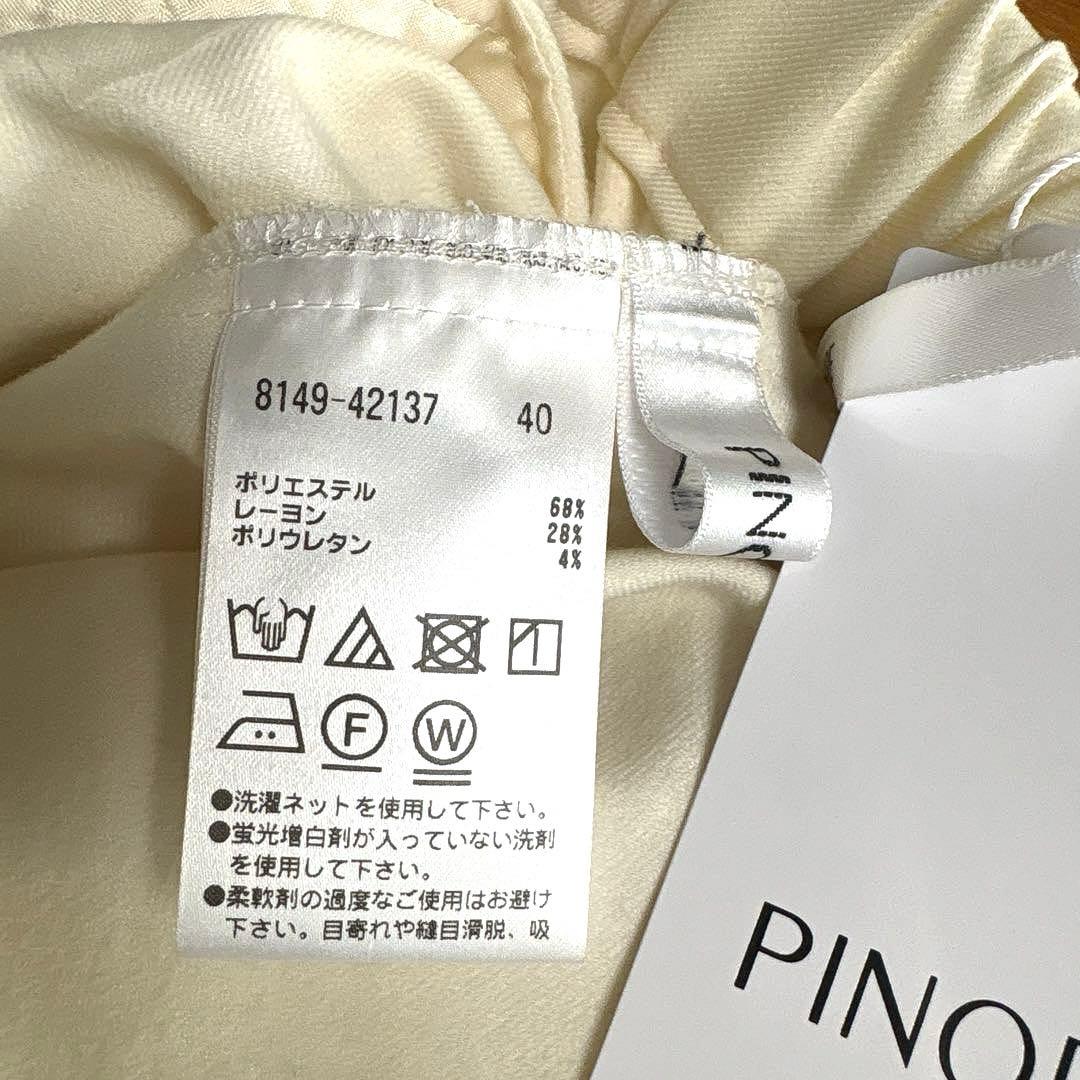 8149-42137 40
ポリエステル 68%
レーヨン 28%
ポリウレタン 4%
F W
●洗濯ネットを使用して下さい。
●蛍光増白剤が入っていない洗剤
を使用して下さい。
●柔軟剤の過度なご使用はお避け
下さい。目寄れや縫目滑脱、吸
PIN
PINO